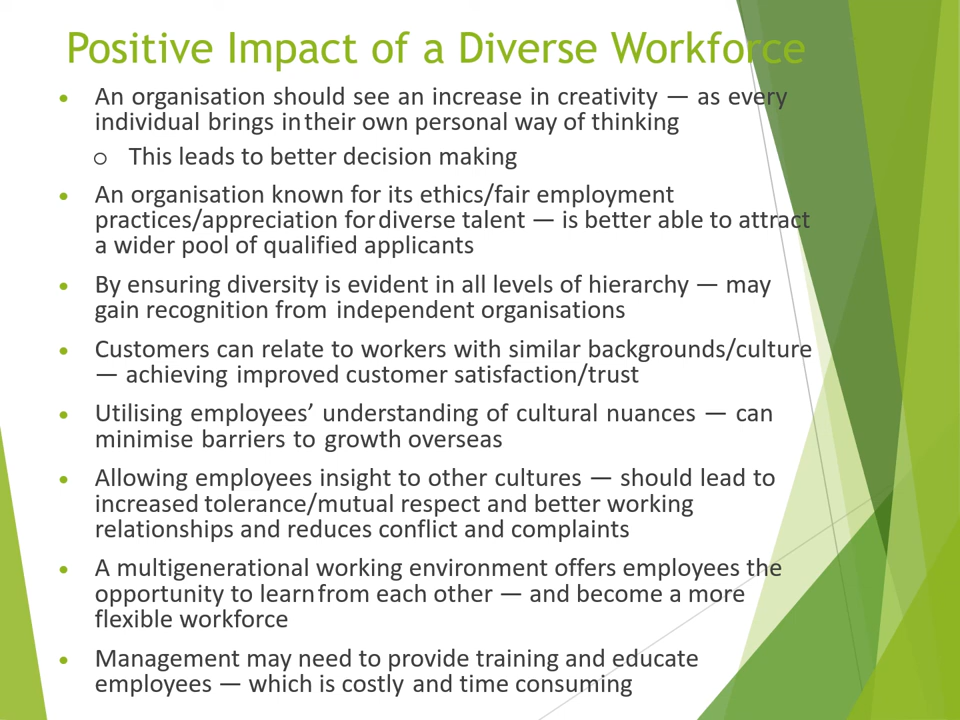 Positive Impact of a Diverse Workforce
• An organisation should see an increase in creativity — as every
individual brings in their own personal way of thinking
o This leads to better decision making
• An organisation known for its ethics/fair employment
practices/appreciation for diverse talent — is better able to attract
a wider pool of qualified applicants
• By ensuring diversity is evident in all levels of hierarchy — may
gain recognition from independent organisations
• Customers can relate to workers with similar backgrounds/culture
— achieving improved customer satisfaction/trust
• Utilising employees’ understanding of cultural nuances — can
minimise barriers to growth overseas
• Allowing employees insight to other cultures — should lead to
increased tolerance/mutual respect and better working
relationships and reduces conflict and complaints
• A multigenerational working environment offers employees the
opportunity to learn from each other — and become a more
flexible workforce
• Management may need to provide training and educate
employees — which is costly and time consuming